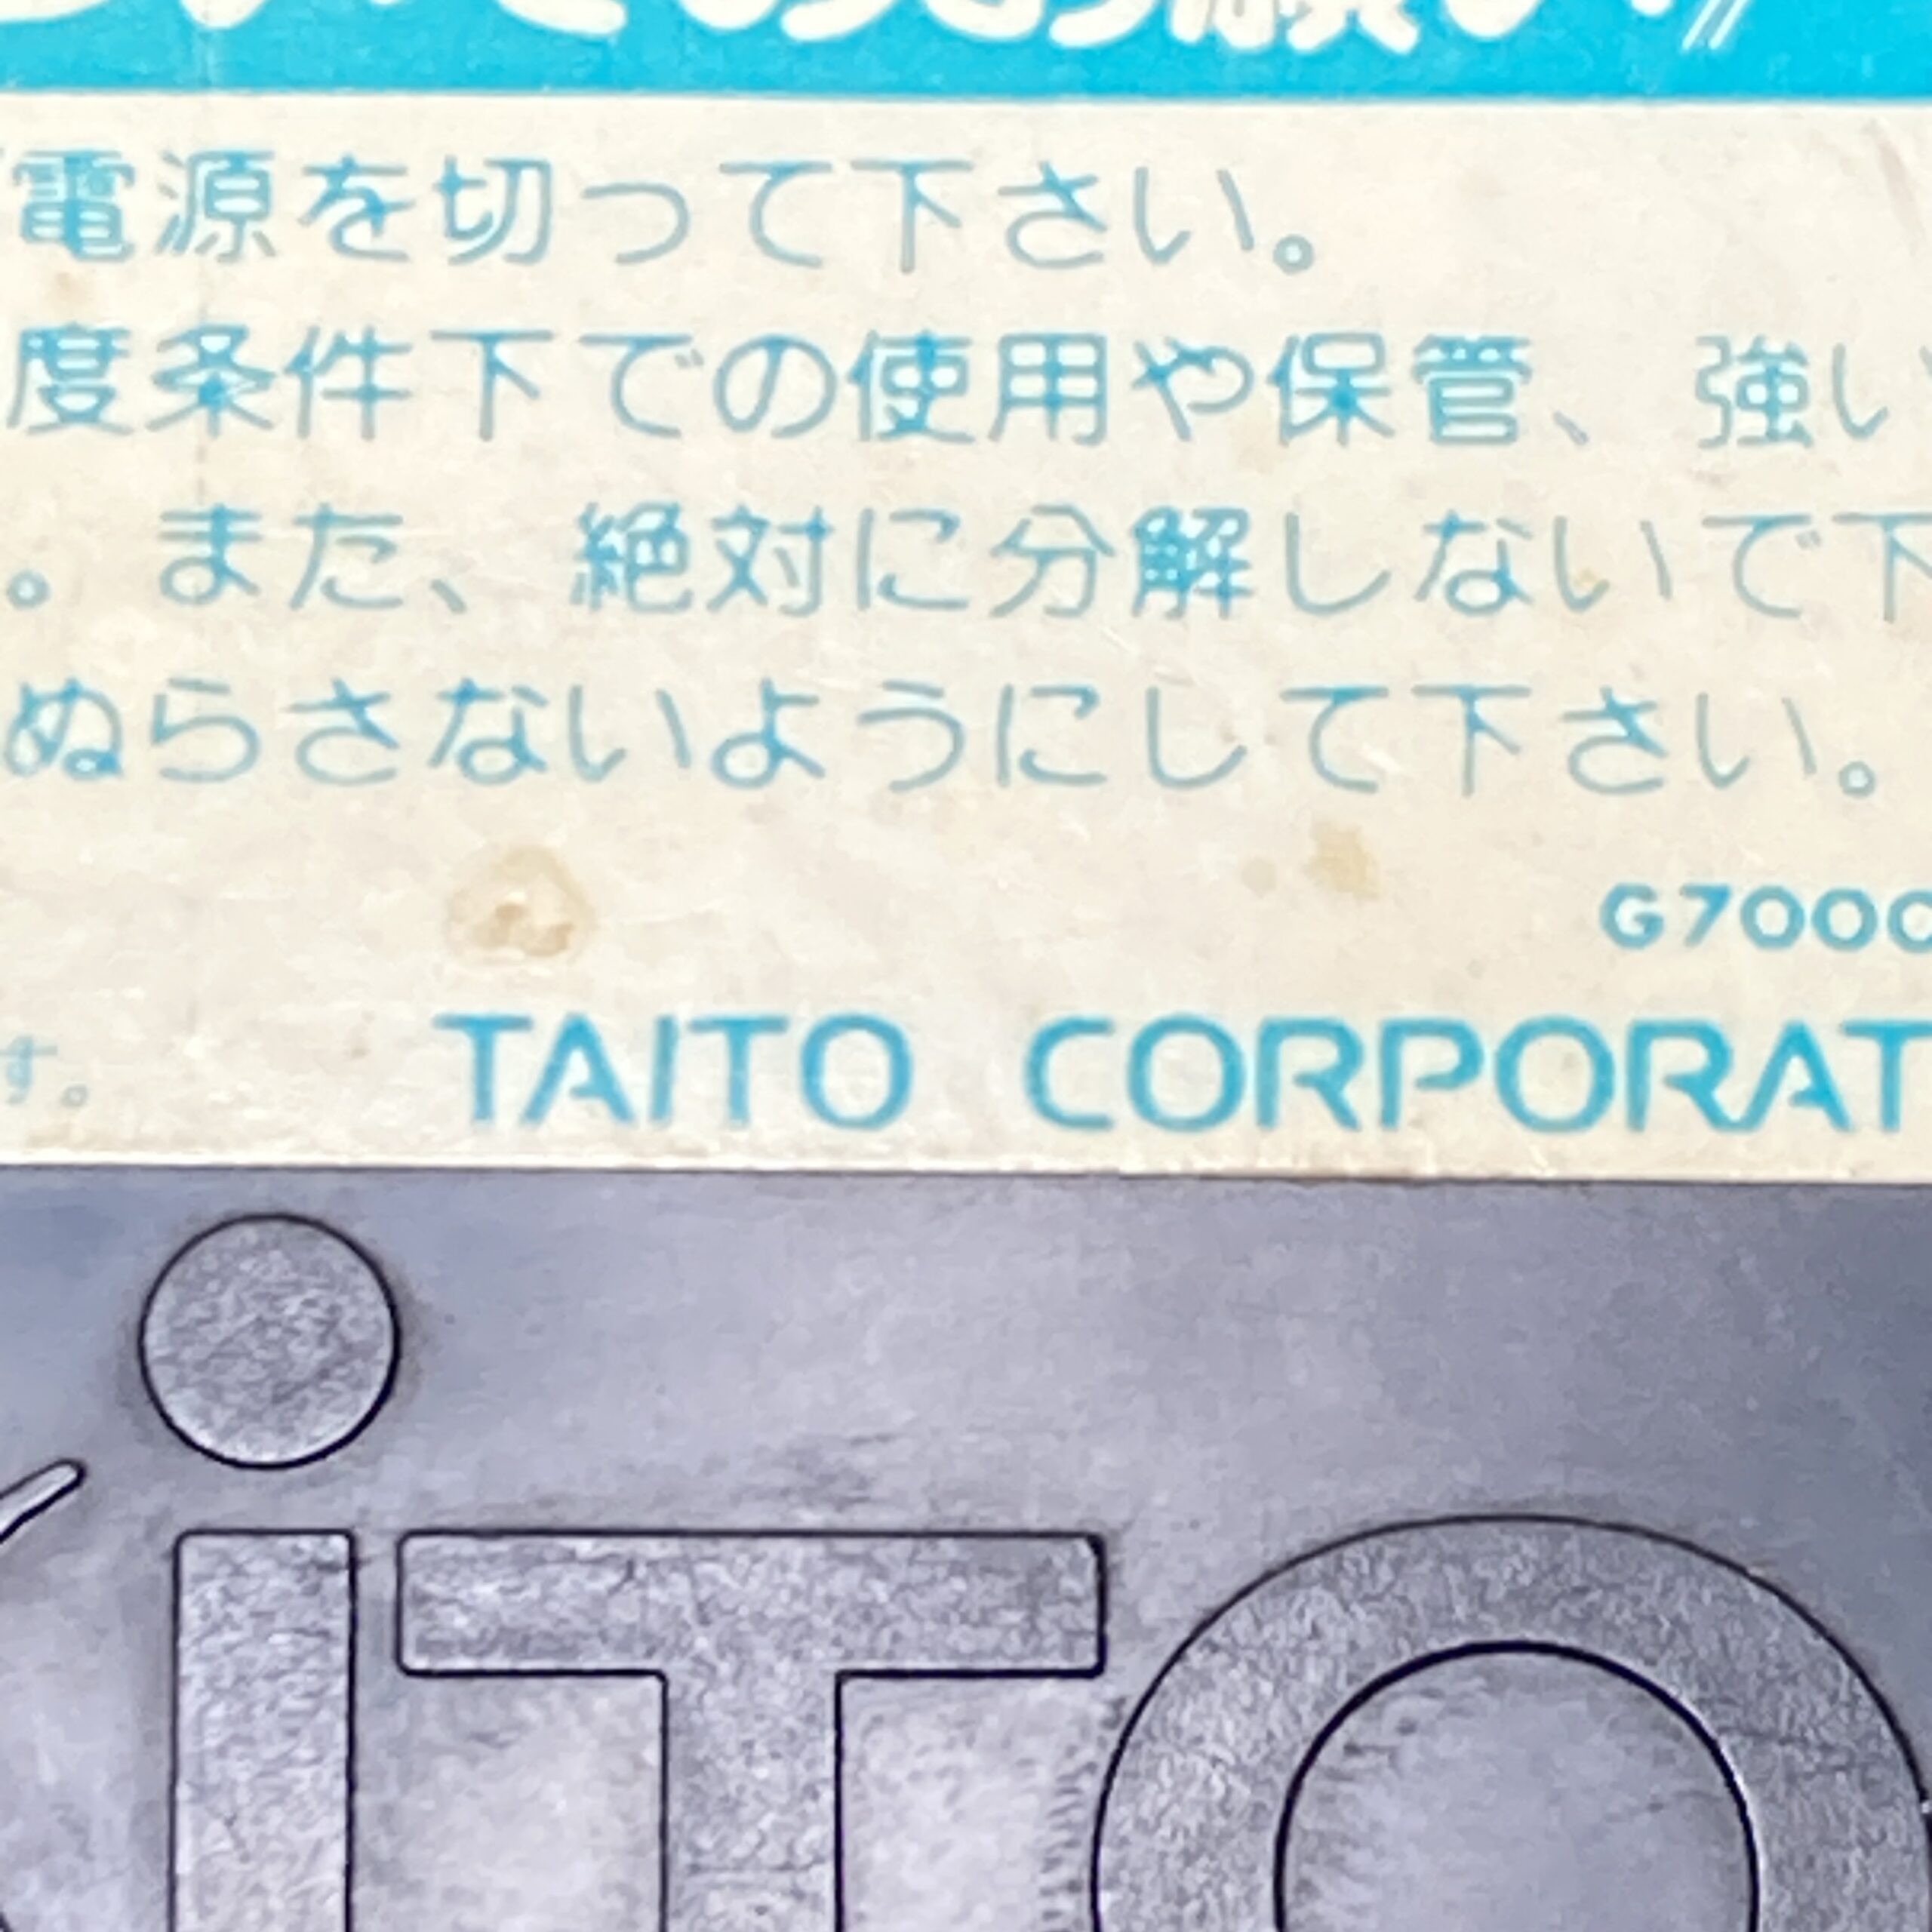 電源を切って下さい。
度条件下での使用や保管、強い
。また、絶対に分解しないで下
ぬらさないようにして下さい。
G7000
す。 TAITO CORPORAT
iTO